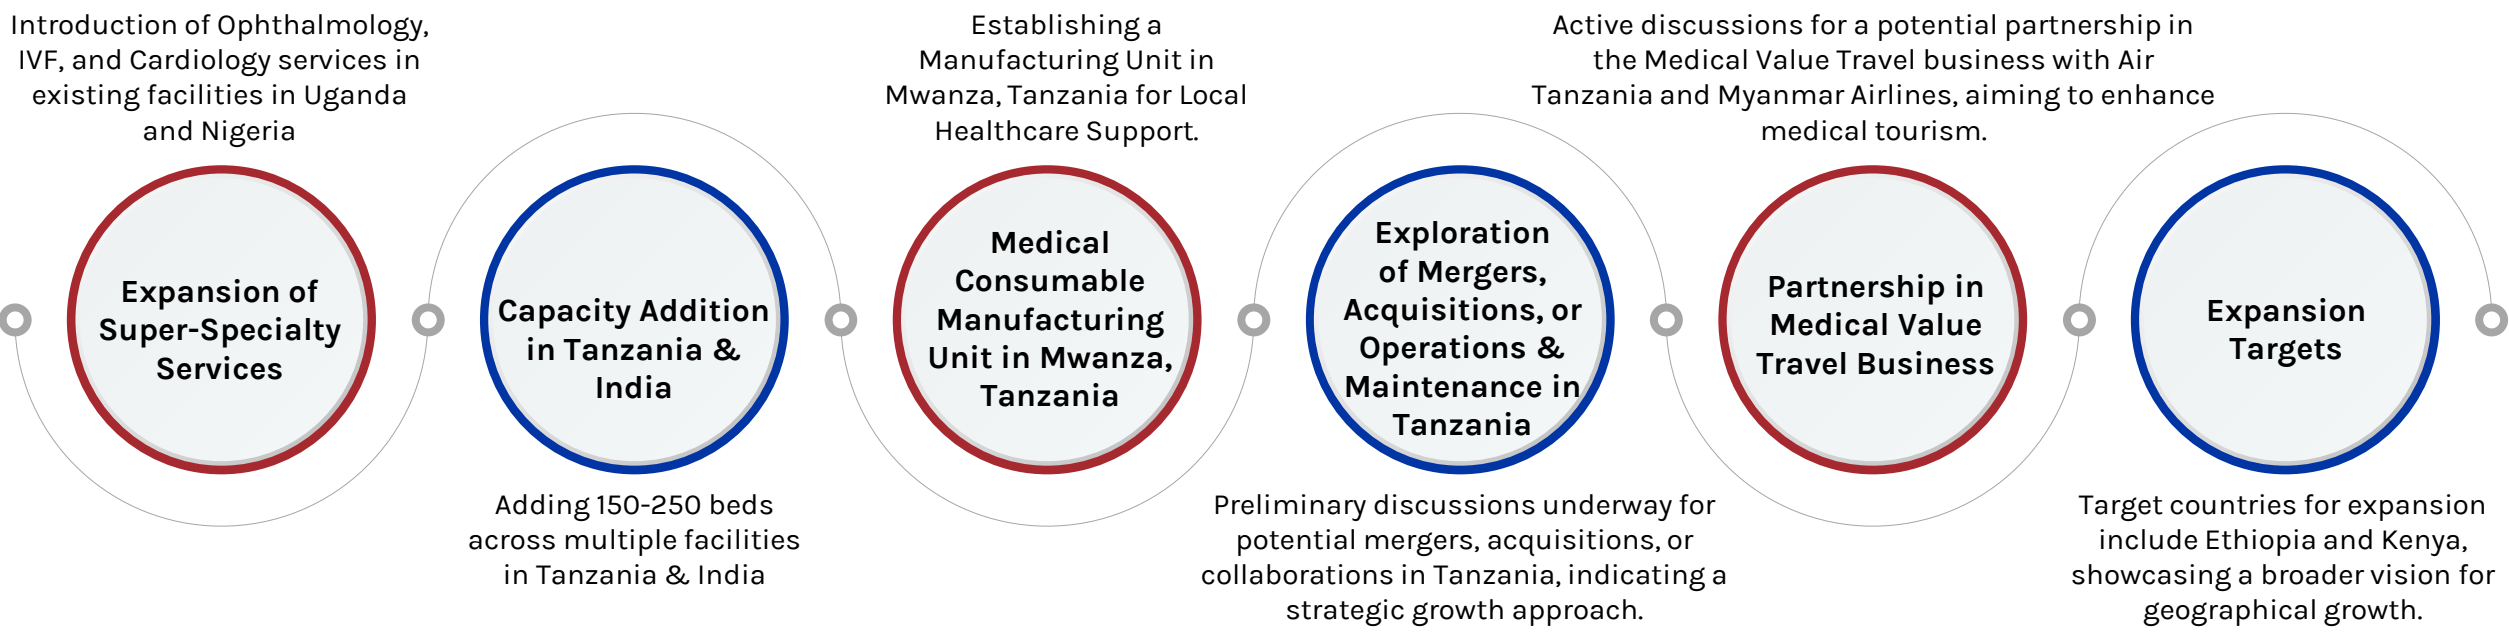 Introduction of Ophthalmology,
IVF, and Cardiology services in
existing facilities in Uganda
and Nigeria
Expansion of
Super-Specialty
Services
Capacity Addition
in Tanzania &
India
Adding 150-250 beds
across multiple facilities
in Tanzania & India
Establishing a
Manufacturing Unit in
Mwanza, Tanzania for Local
Healthcare Support.
Medical
Consumable
Manufacturing
Unit in Mwanza,
Tanzania
Exploration
of Mergers,
Acquisitions, or
Operations &
Maintenance in
Tanzania
Preliminary discussions underway for
potential mergers, acquisitions, or
collaborations in Tanzania, indicating a
strategic growth approach.
Active discussions for a potential partnership in
the Medical Value Travel business with Air
Tanzania and Myanmar Airlines, aiming to enhance
medical tourism.
Partnership in
Medical Value
Travel Business
Expansion
Targets
Target countries for expansion
include Ethiopia and Kenya,
showcasing a broader vision for
geographical growth.